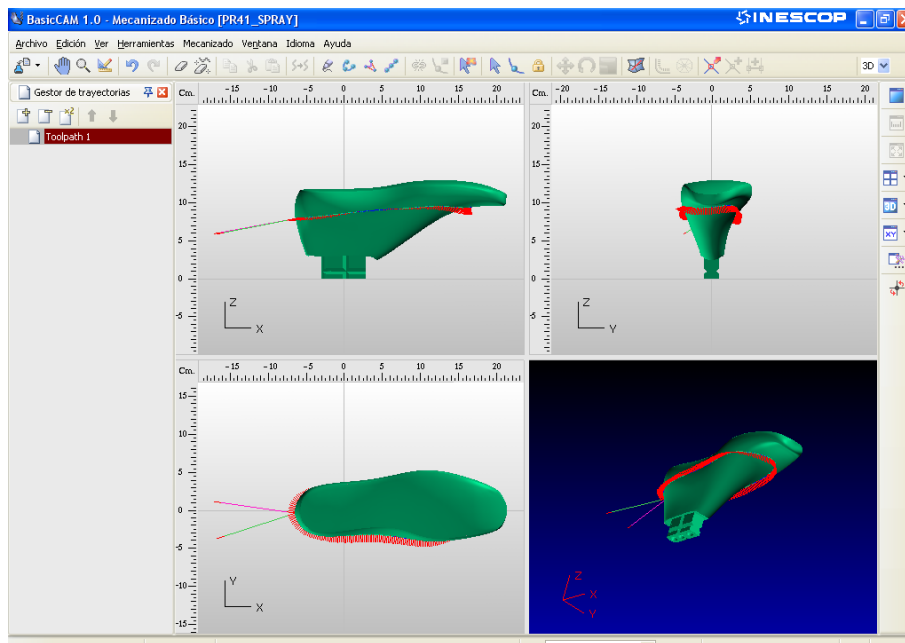 BasicCAM 1.0 - Mecanizado Básico [PR41_SPRAY]
INESCOP
Archivo Edición Ver Herramientas Mecanizado Ventana Idioma Ayuda
3D
Gestor de trayectorias
Toolpath 1
Cm. -15 -10 -5 0 5 10 15 20
20
15
10
5
0
-5
Z
X
Cm. -20 -15 -10 -5 0 5 10 15 20
20
15
10
5
0
-5
Z
Y
Cm. -15 -10 -5 0 5 10 15 20
15
10
5
0
-5
-10
-15
Y
X
Z
X
Y
3D
XY